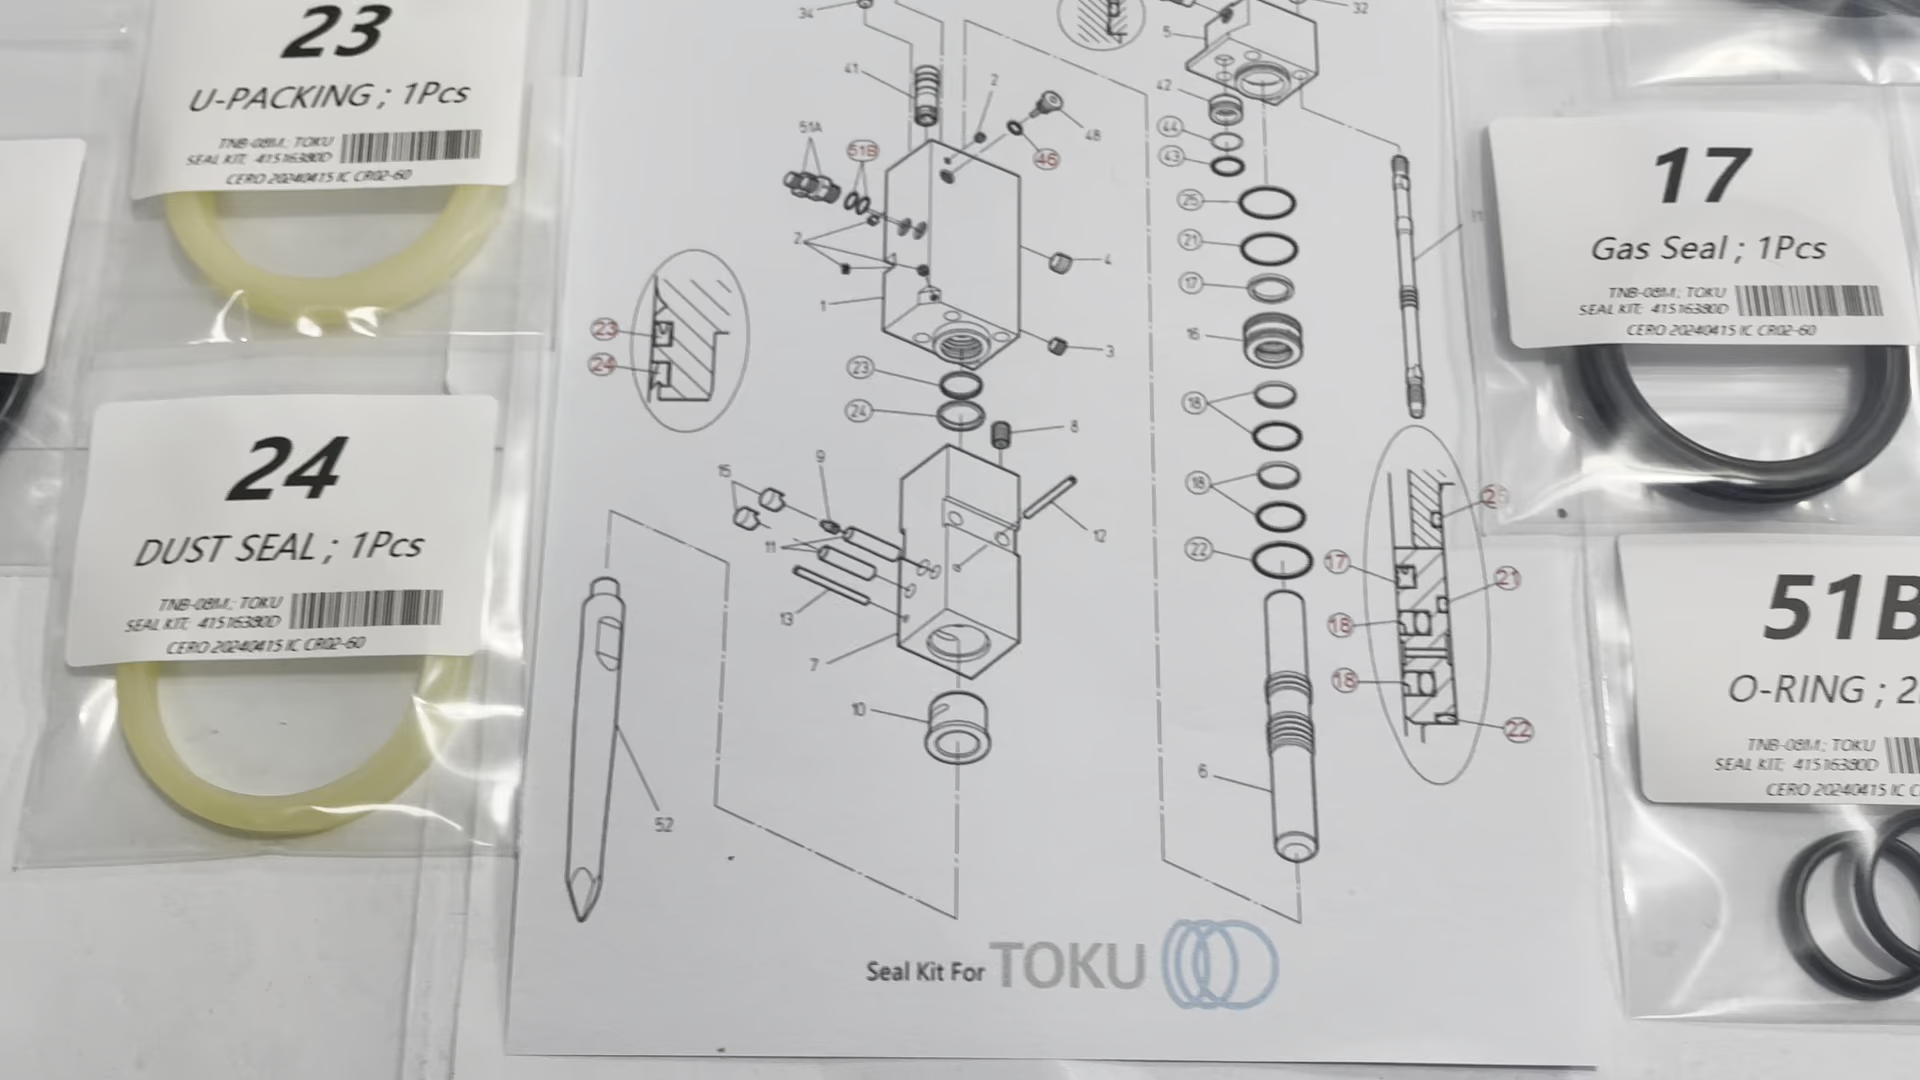 23
U-PACKING ; 1Pcs
TNB-08M; TOKU
SEAL KIT; 41516380D
CERO 20240415 IC CR02-60
24
DUST SEAL ; 1Pcs
TNB-08M; TOKU
SEAL KIT; 41516380D
CERO 20240415 IC CR02-60
34
41
2
48
46
51A
51B
2
1
4
3
23
24
23
24
8
9
15
11
12
13
7
10
52
32
5
42
44
43
25
21
17
16
18
18
22
6
17
18
18
21
22
Seal Kit For TOKU
17
Gas Seal ; 1Pcs
TNB-08M; TOKU
SEAL KIT; 41516380D
CERO 20240415 IC CR02-60
51B
O-RING ; 2
TNB-08M; TOKU
SEAL KIT; 41516380D
CERO 20240415 IC C